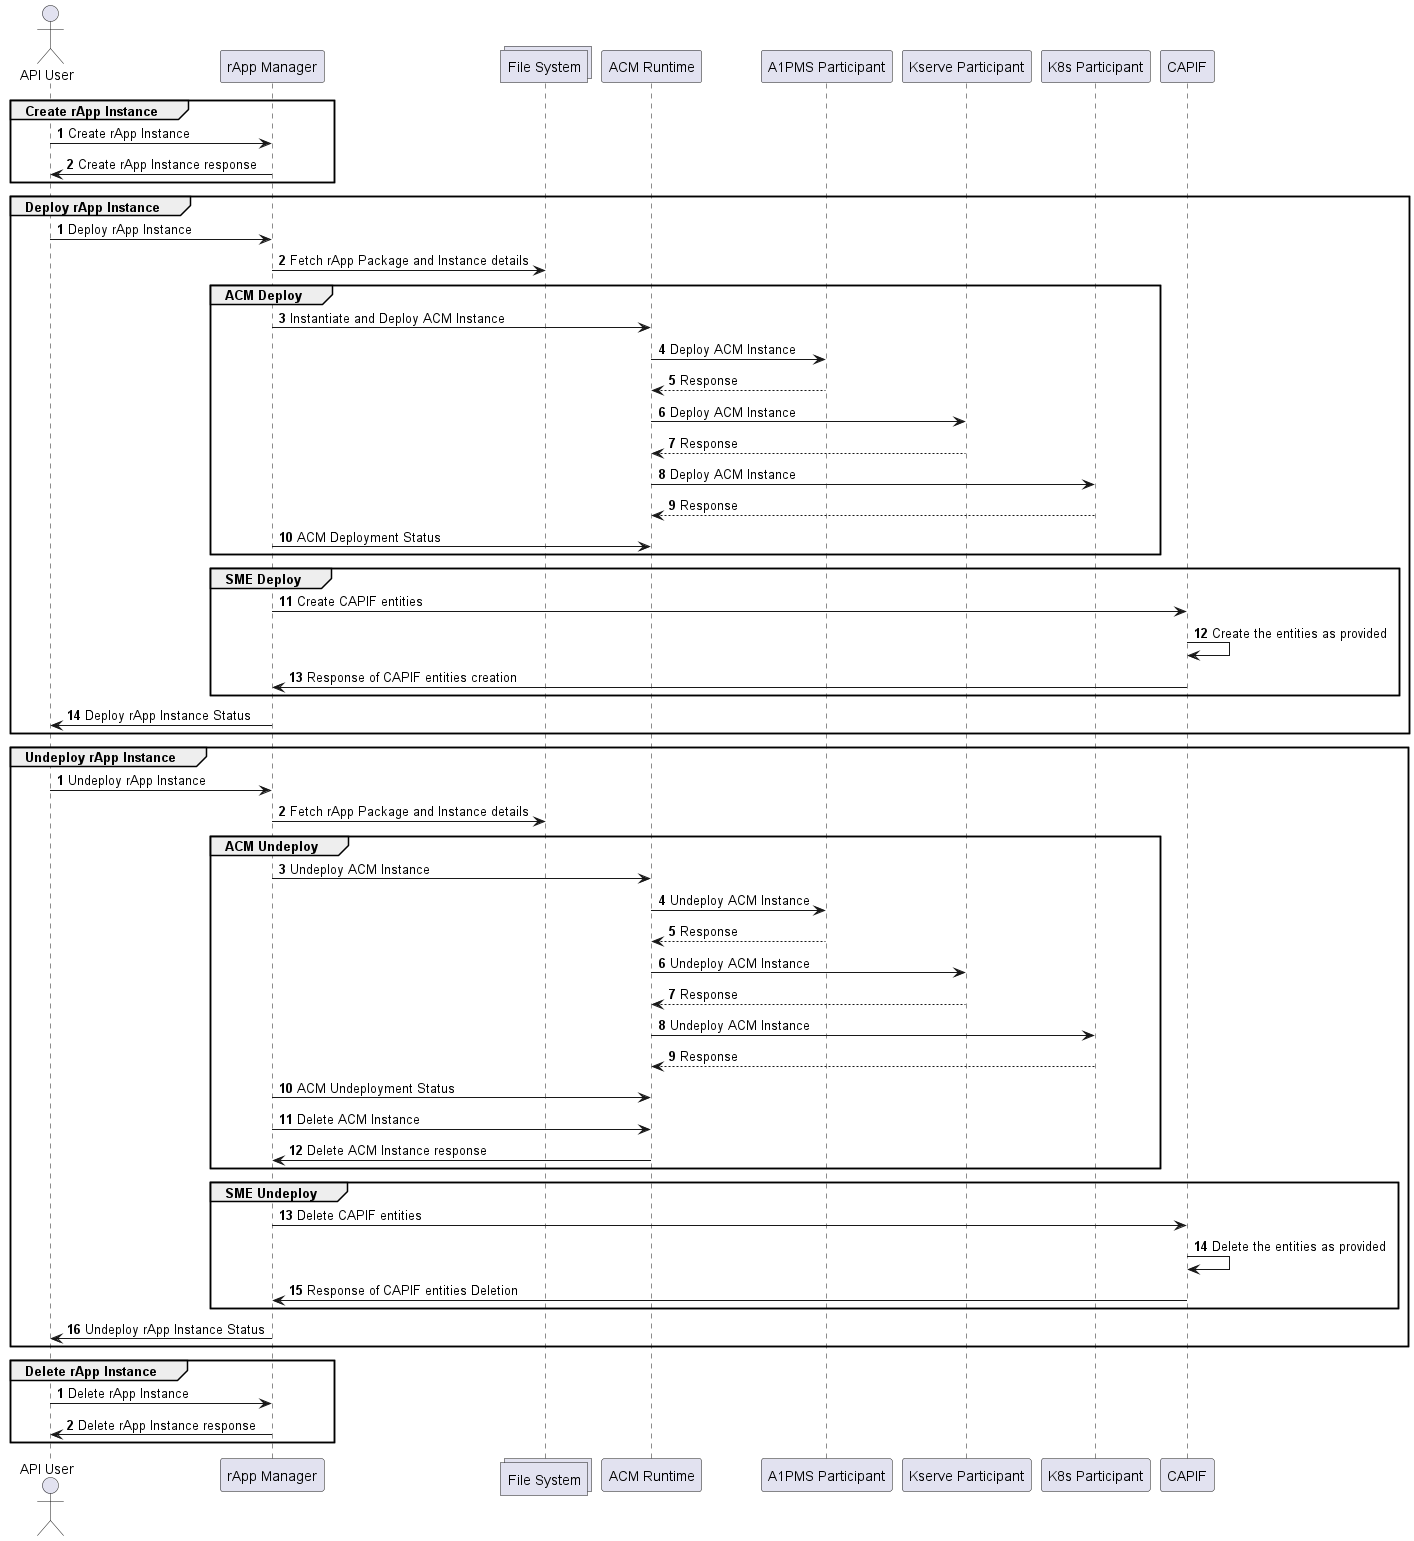 API User
rApp Manager
File System
ACM Runtime
A1PMS Participant
Kserve Participant
K8s Participant
CAPIF
Create rApp Instance
1 Create rApp Instance
2 Create rApp Instance response
Deploy rApp Instance
1 Deploy rApp Instance
2 Fetch rApp Package and Instance details
ACM Deploy
3 Instantiate and Deploy ACM Instance
4 Deploy ACM Instance
5 Response
6 Deploy ACM Instance
7 Response
8 Deploy ACM Instance
9 Response
10 ACM Deployment Status
SME Deploy
11 Create CAPIF entities
12 Create the entities as provided
13 Response of CAPIF entities creation
14 Deploy rApp Instance Status
Undeploy rApp Instance
1 Undeploy rApp Instance
2 Fetch rApp Package and Instance details
ACM Undeploy
3 Undeploy ACM Instance
4 Undeploy ACM Instance
5 Response
6 Undeploy ACM Instance
7 Response
8 Undeploy ACM Instance
9 Response
10 ACM Undeployment Status
11 Delete ACM Instance
12 Delete ACM Instance response
SME Undeploy
13 Delete CAPIF entities
14 Delete the entities as provided
15 Response of CAPIF entities Deletion
16 Undeploy rApp Instance Status
Delete rApp Instance
1 Delete rApp Instance
2 Delete rApp Instance response
API User
rApp Manager
File System
ACM Runtime
A1PMS Participant
Kserve Participant
K8s Participant
CAPIF